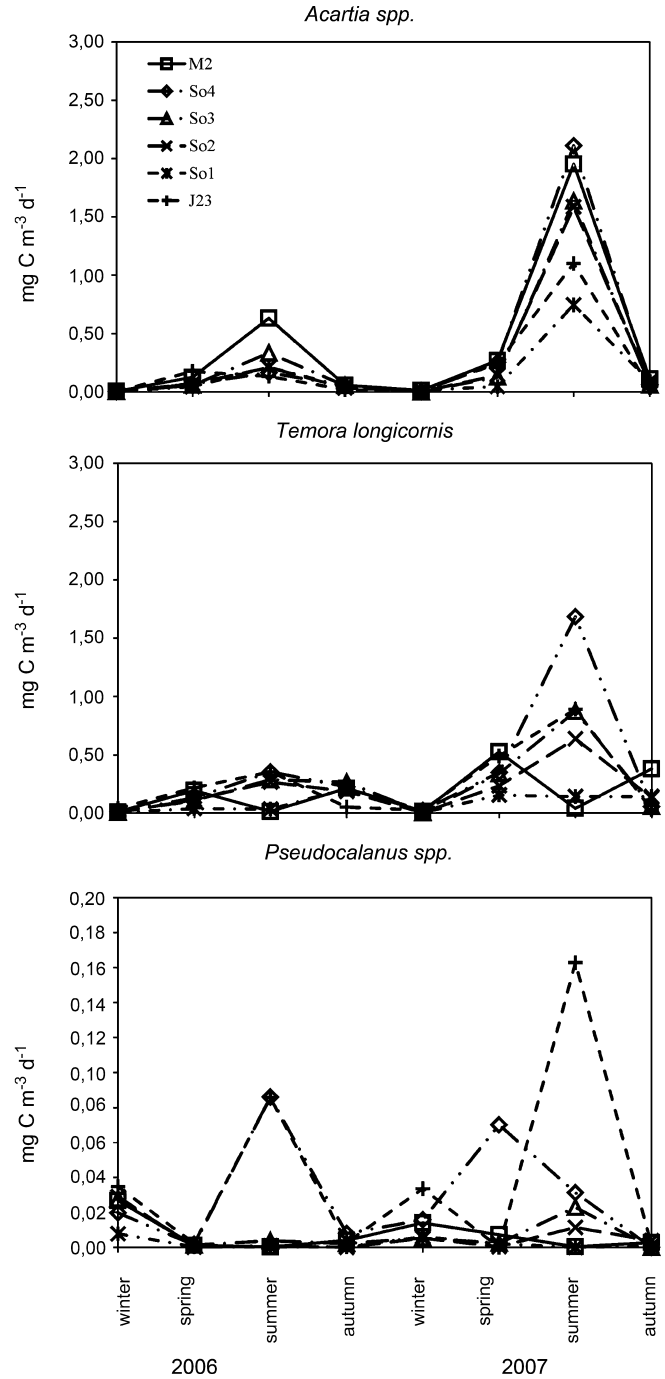 Acartia spp.
3,00
2,50
2,00
1,50
1,00
0,50
0,00
mg C m-3 d-1
M2
So4
So3
So2
So1
J23
Temora longicornis
3,00
2,50
2,00
1,50
1,00
0,50
0,00
mg C m-3 d-1
Pseudocalanus spp.
0,20
0,16
0,14
0,12
0,10
0,06
0,06
0,04
0,02
0,00
mg C m-3 d-1
winter
spring
summer
autumn
winter
spring
summer
autumn
2006
2007